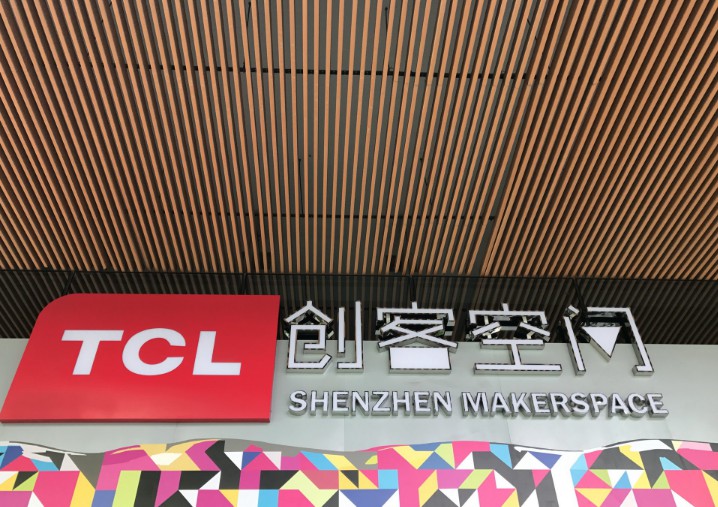 TCL 创客空间
SHENZHEN MAKERSPACE